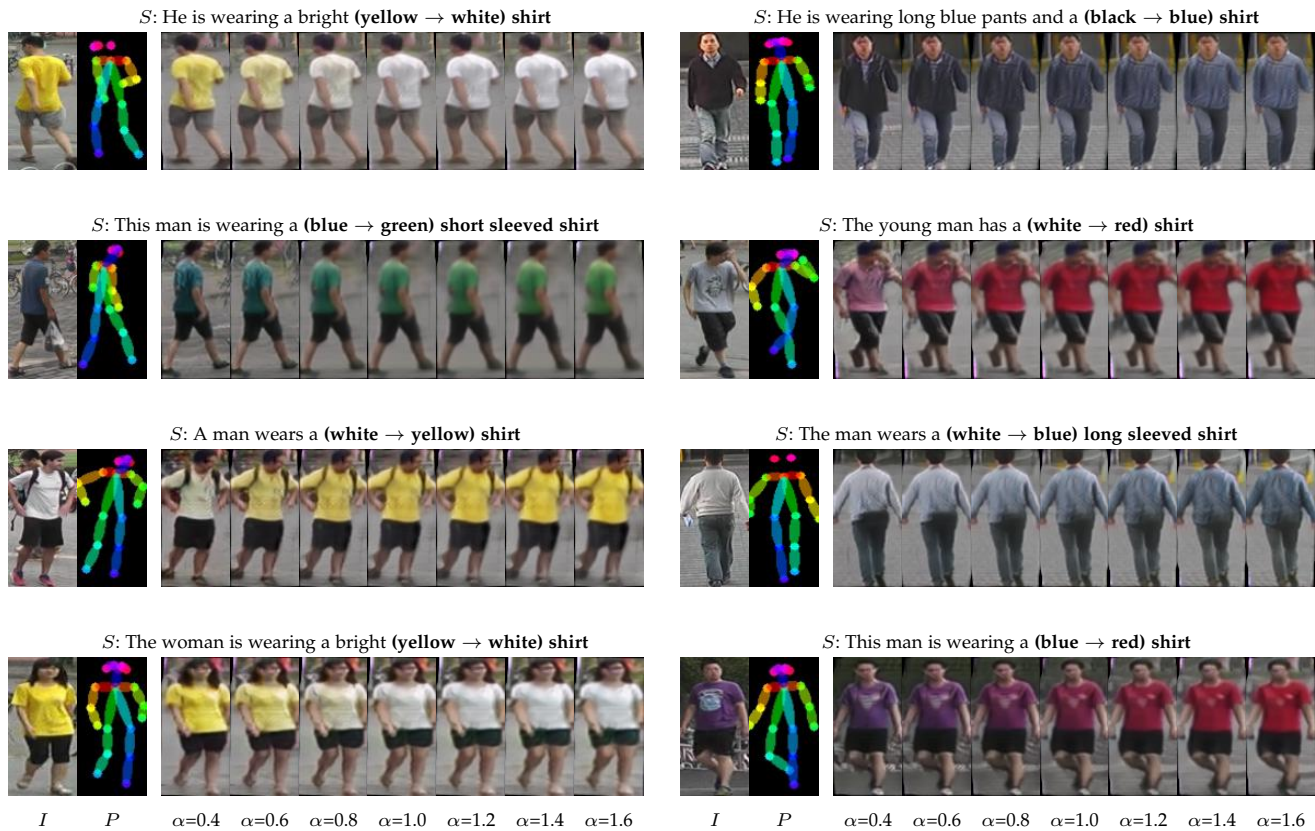 S: He is wearing a bright (yellow → white) shirt
S: He is wearing long blue pants and a (black → blue) shirt
S: This man is wearing a (blue → green) short sleeved shirt
S: The young man has a (white → red) shirt
S: A man wears a (white → yellow) shirt
S: The man wears a (white → blue) long sleeved shirt
S: The woman is wearing a bright (yellow → white) shirt
S: This man is wearing a (blue → red) shirt
I P α=0.4 α=0.6 α=0.8 α=1.0 α=1.2 α=1.4 α=1.6
I P α=0.4 α=0.6 α=0.8 α=1.0 α=1.2 α=1.4 α=1.6